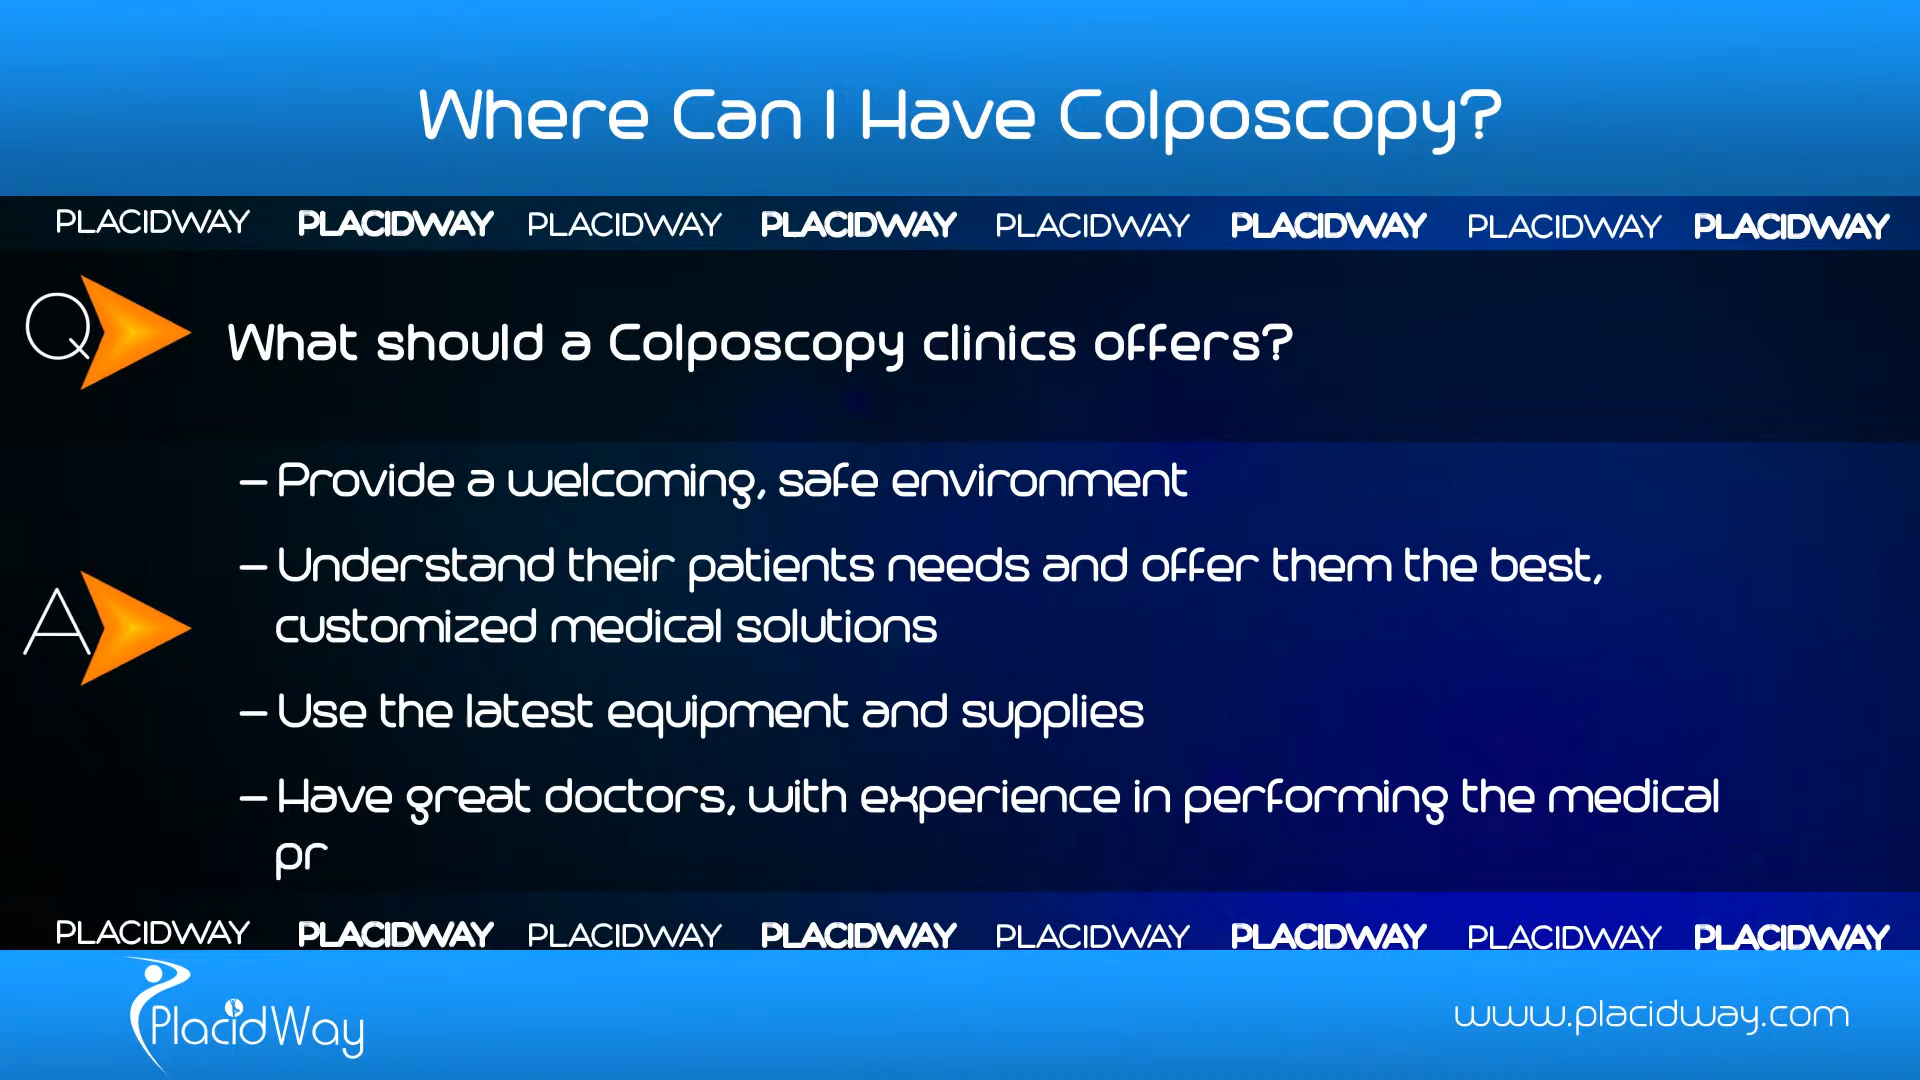 Where Can I Have Colposcopy?
PLACIDWAY PLACIDWAY PLACIDWAY PLACIDWAY PLACIDWAY PLACIDWAY PLACIDWAY PLACIDWAY
Q
What should a Colposcopy clinics offers?
– Provide a welcoming, safe environment
– Understand their patients needs and offer them the best,
customized medical solutions
A
– Use the latest equipment and supplies
– Have great doctors, with experience in performing the medical
pr
PLACIDWAY PLACIDWAY PLACIDWAY PLACIDWAY PLACIDWAY PLACIDWAY PLACIDWAY PLACIDWAY
PlacidWay
www.placidway.com